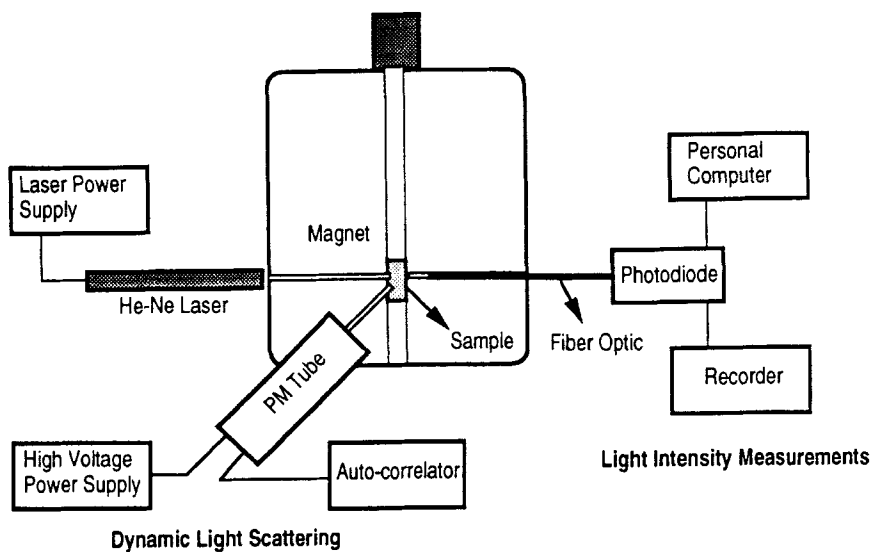 Laser Power
Supply
Magnet
Personal
Computer
Photodiode
He-Ne Laser
Sample
Fiber Optic
PM Tube
Recorder
High Voltage
Power Supply
Auto-correlator
Light Intensity Measurements
Dynamic Light Scattering